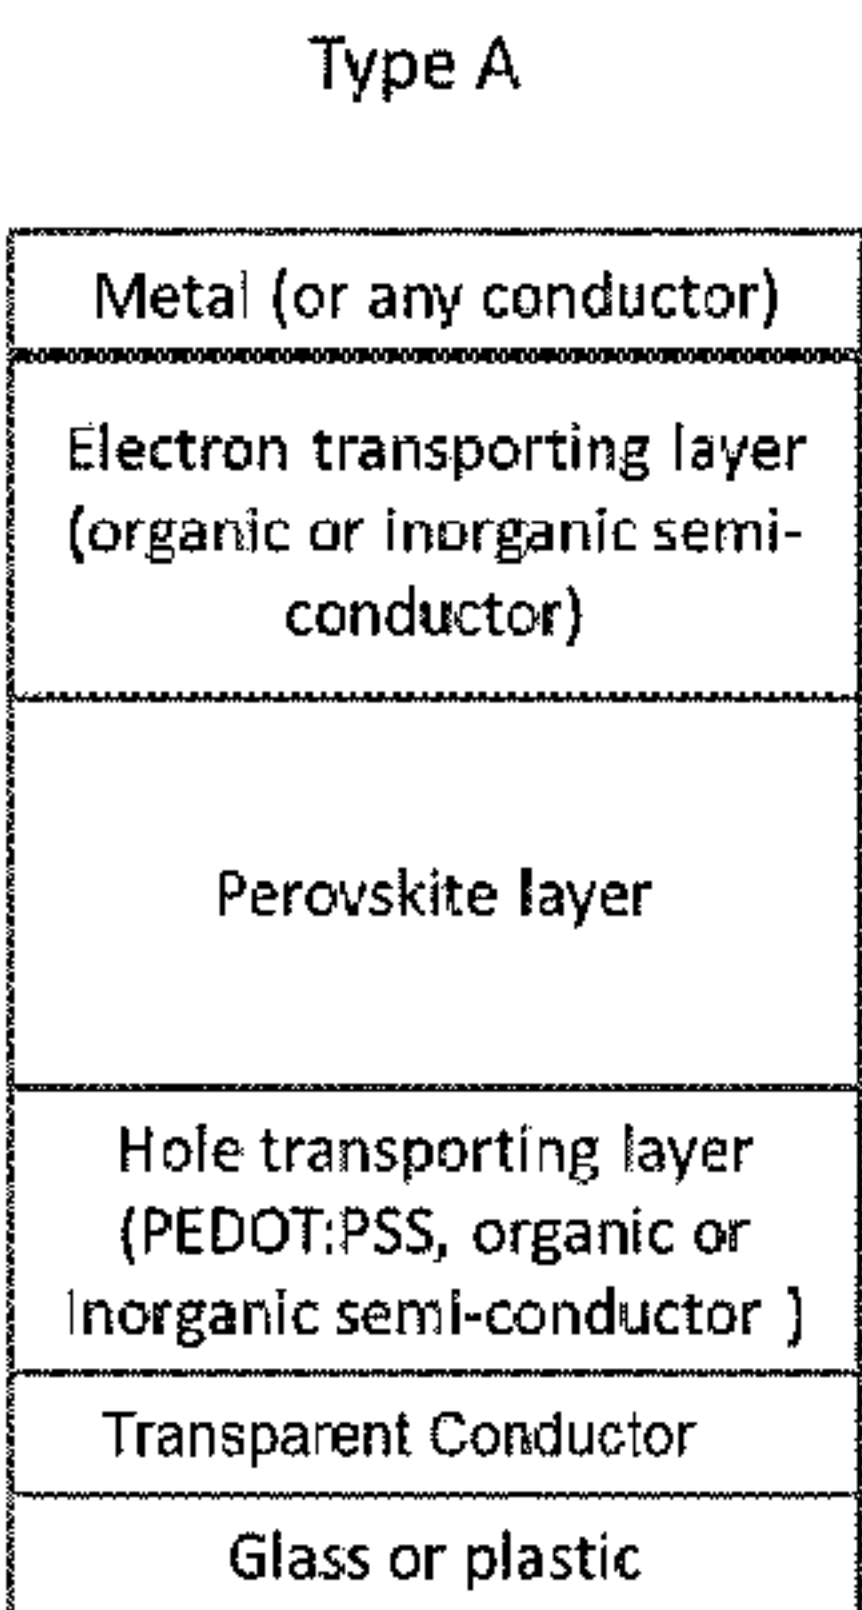 Type A
Metal (or any conductor)
Electron transporting layer
(organic or inorganic semi-
conductor)
Perovskite layer
Hole transporting layer
(PEDOT:PSS, organic or
Inorganic semi-conductor )
Transparent Conductor
Glass or plastic